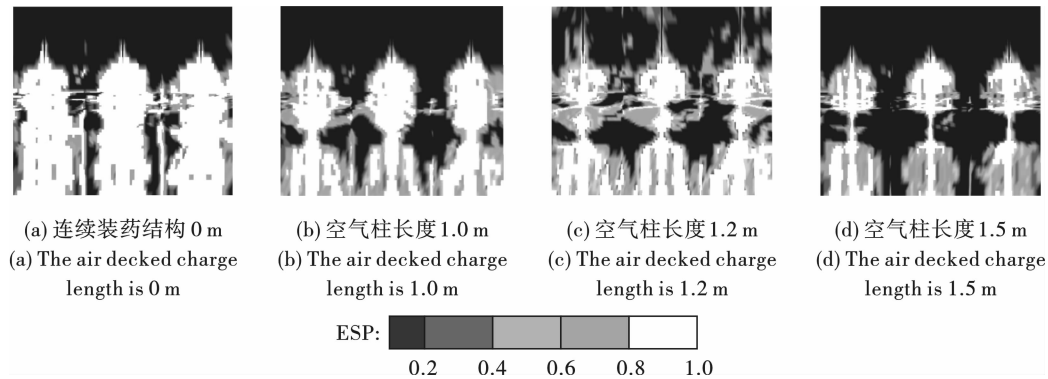 (a) 连续装药结构 0 m
(a) The air decked charge
length is 0 m
(b) 空气柱长度 1.0 m
(b) The air decked charge
length is 1.0 m
(c) 空气柱长度 1.2 m
(c) The air decked charge
length is 1.2 m
(d) 空气柱长度 1.5 m
(d) The air decked charge
length is 1.5 m
ESP:
0.2 0.4 0.6 0.8 1.0